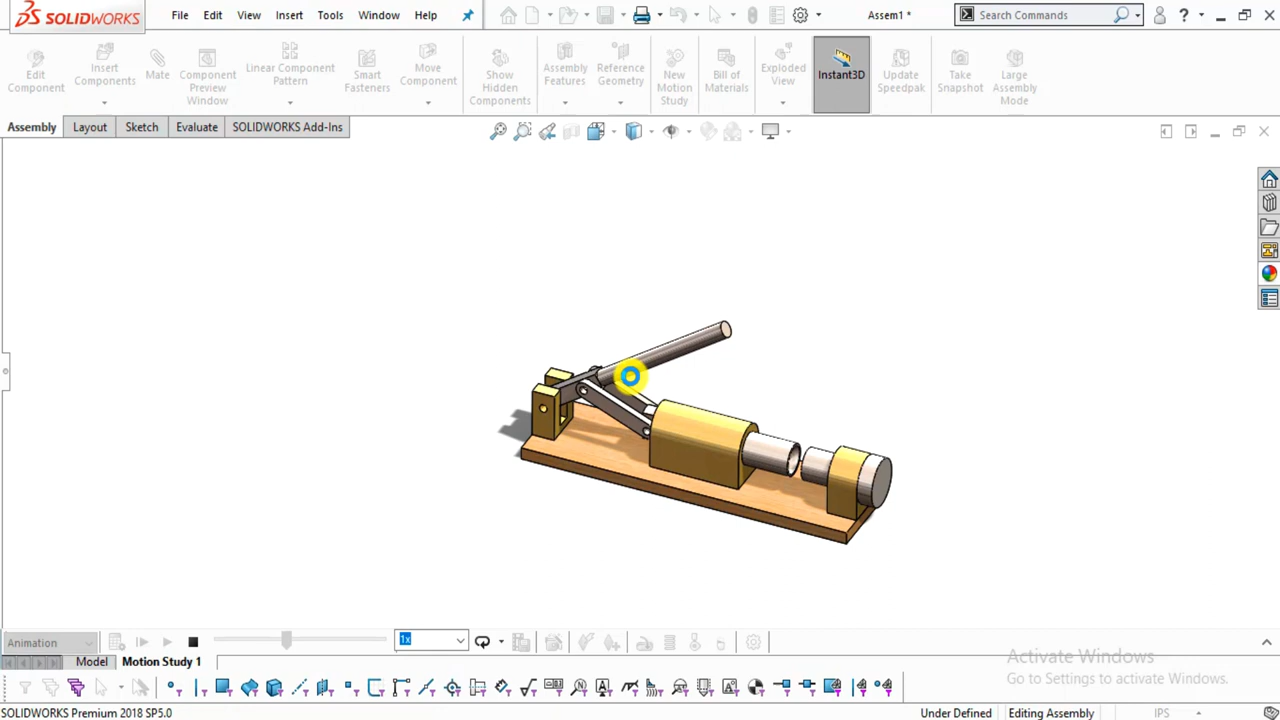 SOLIDWORKS File Edit View Insert Tools Window Help Assem1 * Search Commands ?
Edit Component
Insert Components
Mate
Component Preview Window
Linear Component Pattern
Smart Fasteners
Move Component
Show Hidden Components
Assembly Features
Reference Geometry
New Motion Study
Bill of Materials
Exploded View
Instant3D
Update Speedpak
Take Snapshot
Large Assembly Mode
Assembly Layout Sketch Evaluate SOLIDWORKS Add-Ins
Animation 1x
Model Motion Study 1
Activate Windows
Go to Settings to activate Windows.
SOLIDWORKS Premium 2018 SP5.0 Under Defined Editing Assembly IPS